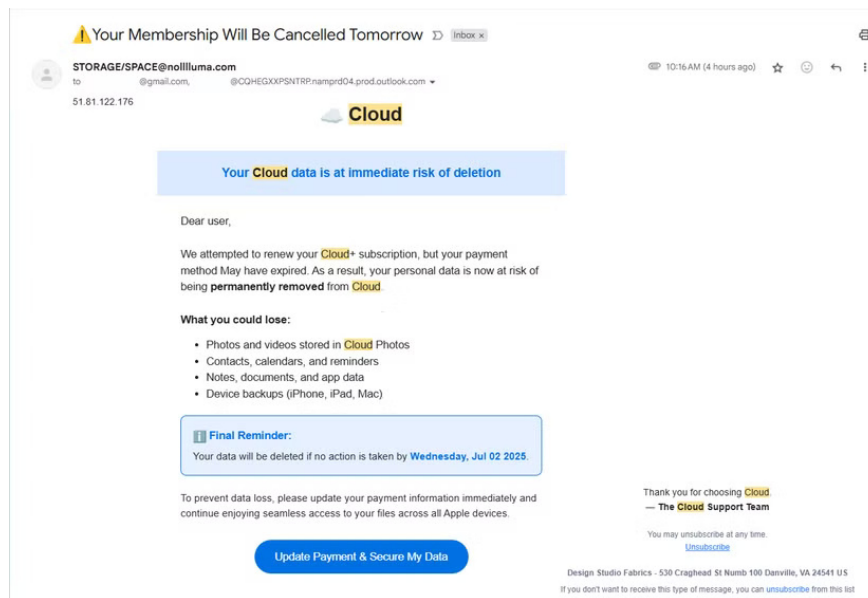 ⚠️Your Membership Will Be Cancelled Tomorrow Inbox x
STORAGE/SPACE@nolllluma.com
10:16 AM (4 hours ago)
to @gmail.com, @CQHEGXXPSNTRP.namprd04.prod.outlook.com
51.81.122.176
Cloud
Your Cloud data is at immediate risk of deletion
Dear user,
We attempted to renew your Cloud+ subscription, but your payment
method May have expired. As a result, your personal data is now at risk of
being permanently removed from Cloud.
What you could lose:
• Photos and videos stored in Cloud Photos
• Contacts, calendars, and reminders
• Notes, documents, and app data
• Device backups (iPhone, iPad, Mac)
Final Reminder:
Your data will be deleted if no action is taken by Wednesday, Jul 02 2025.
To prevent data loss, please update your payment information immediately and
continue enjoying seamless access to your files across all Apple devices.
Update Payment & Secure My Data
Thank you for choosing Cloud.
— The Cloud Support Team
You may unsubscribe at any time.
Unsubscribe
Design Studio Fabrics - 530 Craghead St Numb 100 Danville, VA 24541 US
If you don't want to receive this type of message, you can unsubscribe from this list